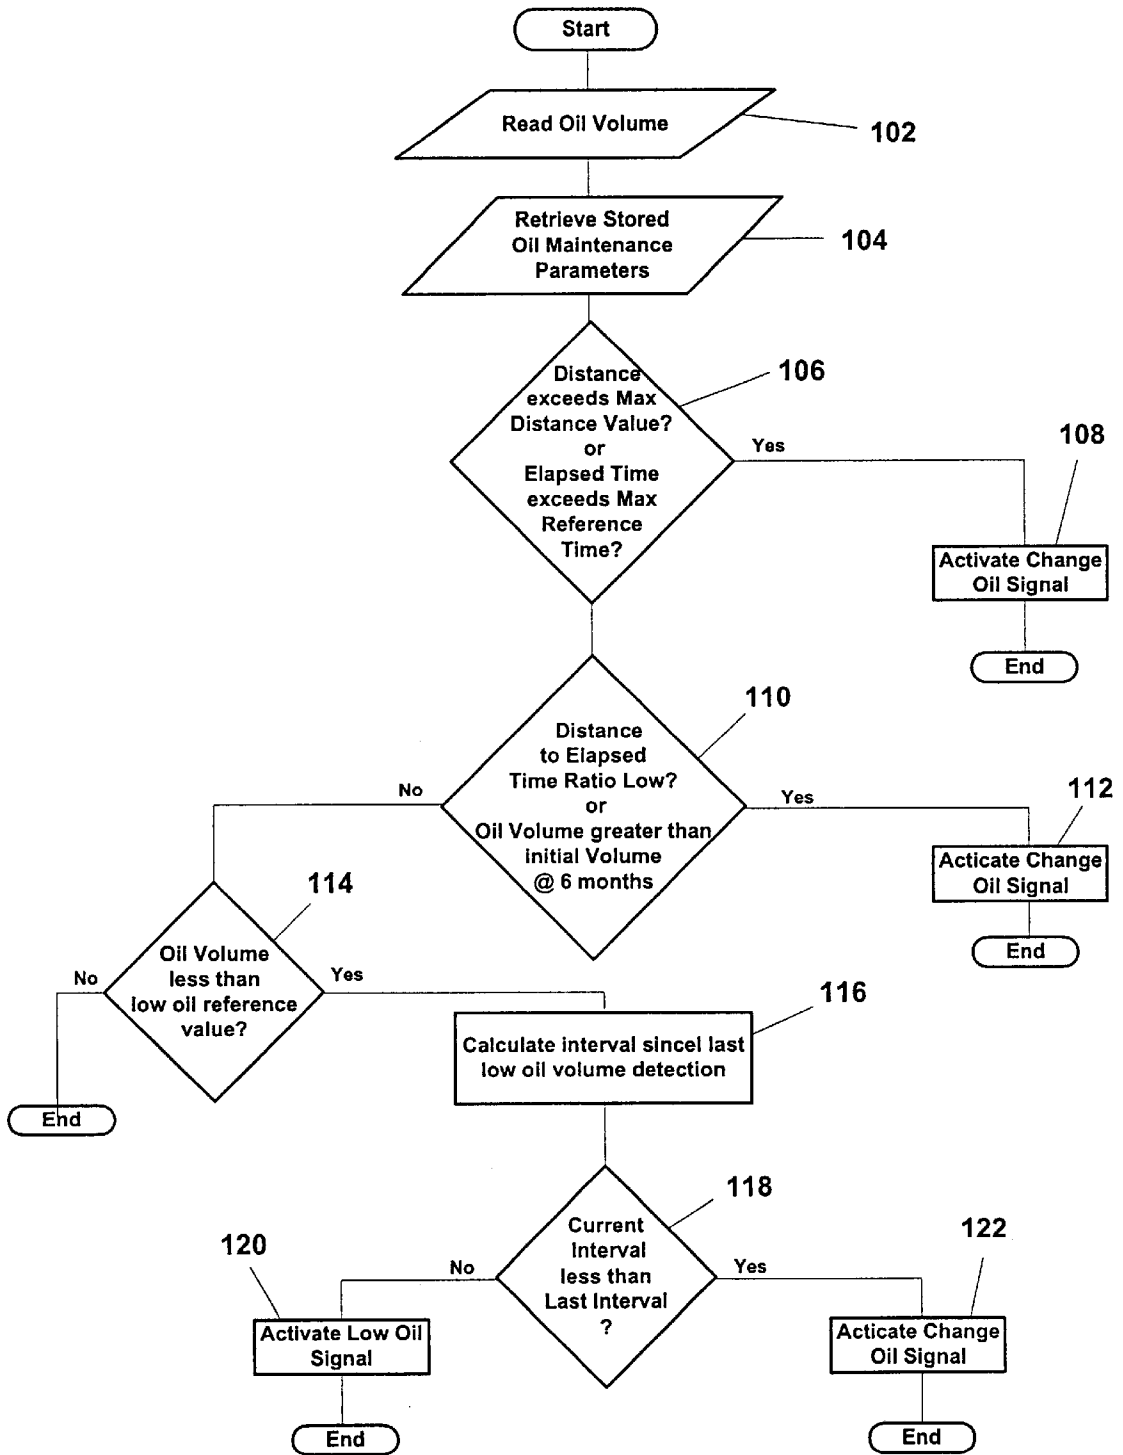 Start
Read Oil Volume
102
Retrieve Stored
Oil Maintenance
Parameters
104
Distance
exceeds Max
Distance Value?
or
Elapsed Time
exceeds Max
Reference
Time?
106
Yes
108
Activate Change
Oil Signal
End
110
Distance
to Elapsed
Time Ratio Low?
or
Oil Volume greater than
initial Volume
@ 6 months
No
Yes
112
Acticate Change
Oil Signal
End
114
Oil Volume
less than
low oil reference
value?
No
Yes
End
116
Calculate interval sincel last
low oil volume detection
118
Current
Interval
less than
Last Interval
?
No
Yes
120
Activate Low Oil
Signal
End
122
Acticate Change
Oil Signal
End